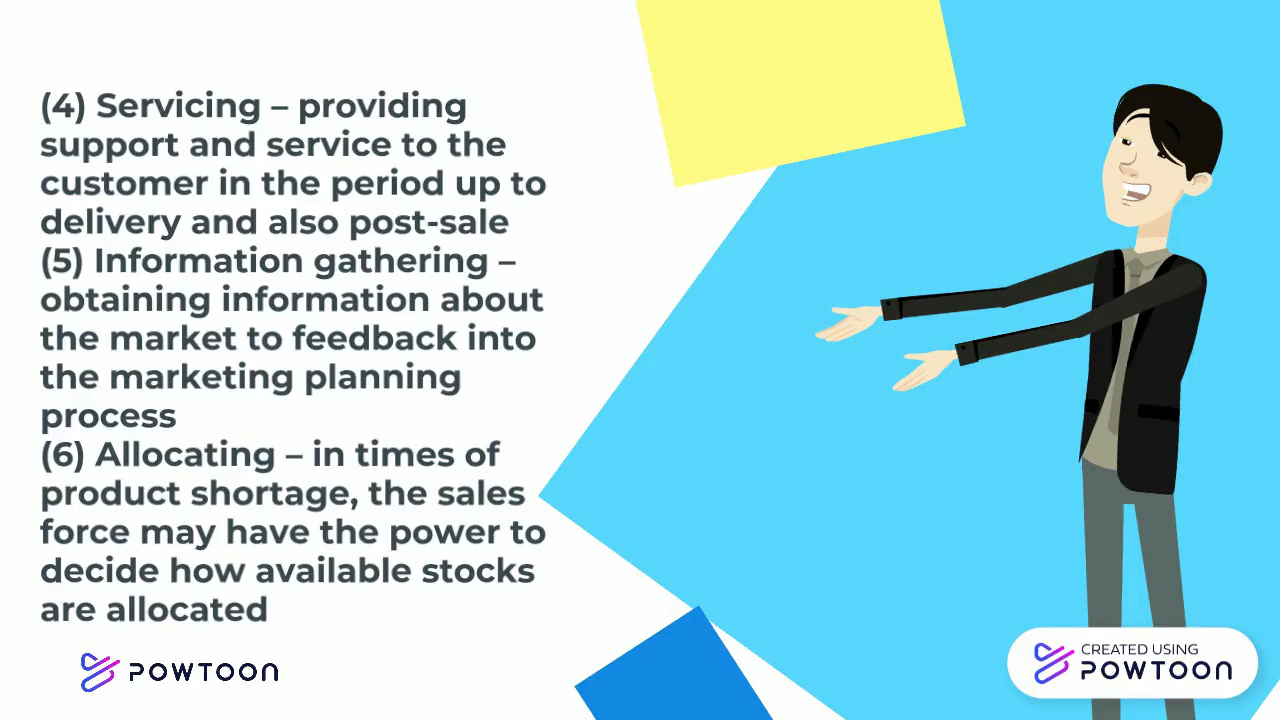 (4) Servicing – providing
support and service to the
customer in the period up to
delivery and also post-sale
(5) Information gathering –
obtaining information about
the market to feedback into
the marketing planning
process
(6) Allocating – in times of
product shortage, the sales
force may have the power to
decide how available stocks
are allocated
POWTOON
CREATED USING
POWTOON